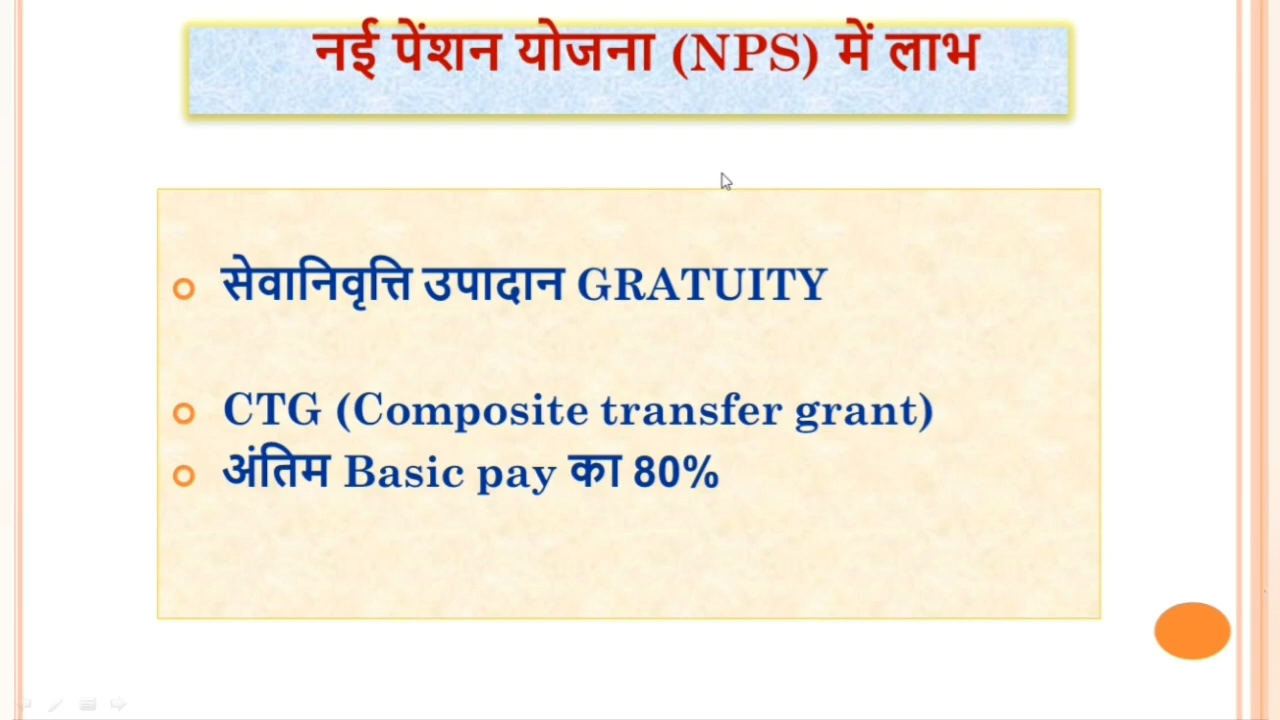 नई पेंशन योजना (NPS) में लाभ
सेवानिवृत्ति उपादान GRATUITY
CTG (Composite transfer grant)
अंतिम Basic pay का 80%